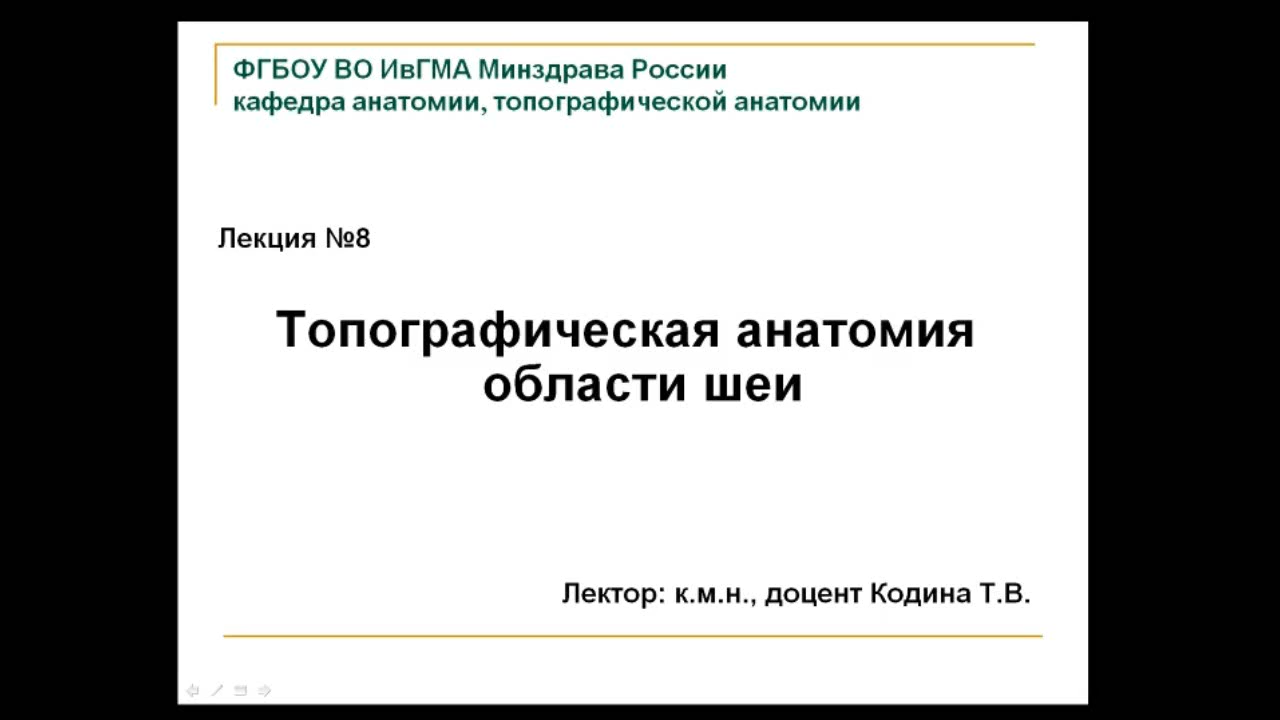 ФГБОУ ВО ИвГМА Минздрава России
кафедра анатомии, топографической анатомии
Лекция №8
Топографическая анатомия
области шеи
Лектор: к.м.н., доцент Кодина Т.В.